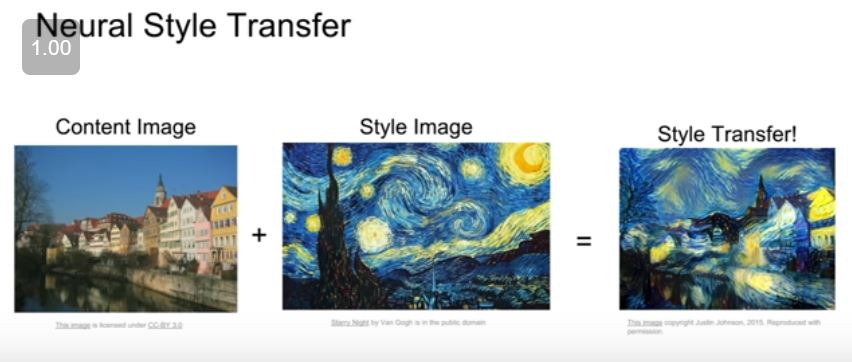 Neural Style Transfer
1.00
Content Image
Style Image
Style Transfer!
+
=
This image is licensed under CC-BY 3.0
Starry Night by Van Gogh is in the public domain
This image copyright Justin Johnson, 2015. Reproduced with
permission.